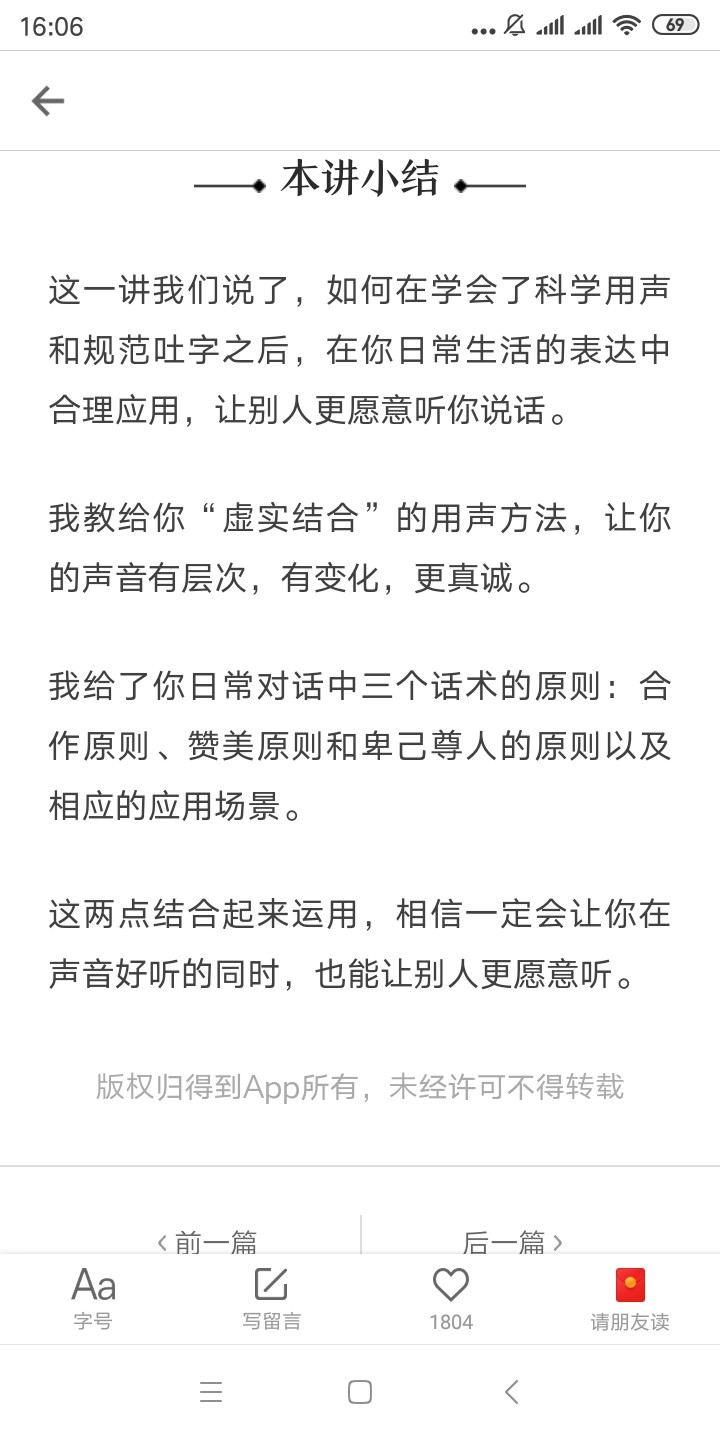 16:06
69
本讲小结
这一讲我们说了，如何在学会了科学用声
和规范吐字之后，在你日常生活的表达中
合理应用，让别人更愿意听你说话。
我教给你“虚实结合”的用声方法，让你
的声音有层次，有变化，更真诚。
我给了你日常对话中三个话术的原则：合
作原则、赞美原则和卑己尊人的原则以及
相应的应用场景。
这两点结合起来运用，相信一定会让你在
声音好听的同时，也能让别人更愿意听。
版权归得到App所有，未经许可不得转载
前一篇 后一篇
Aa
字号 写留言 1804 请朋友读